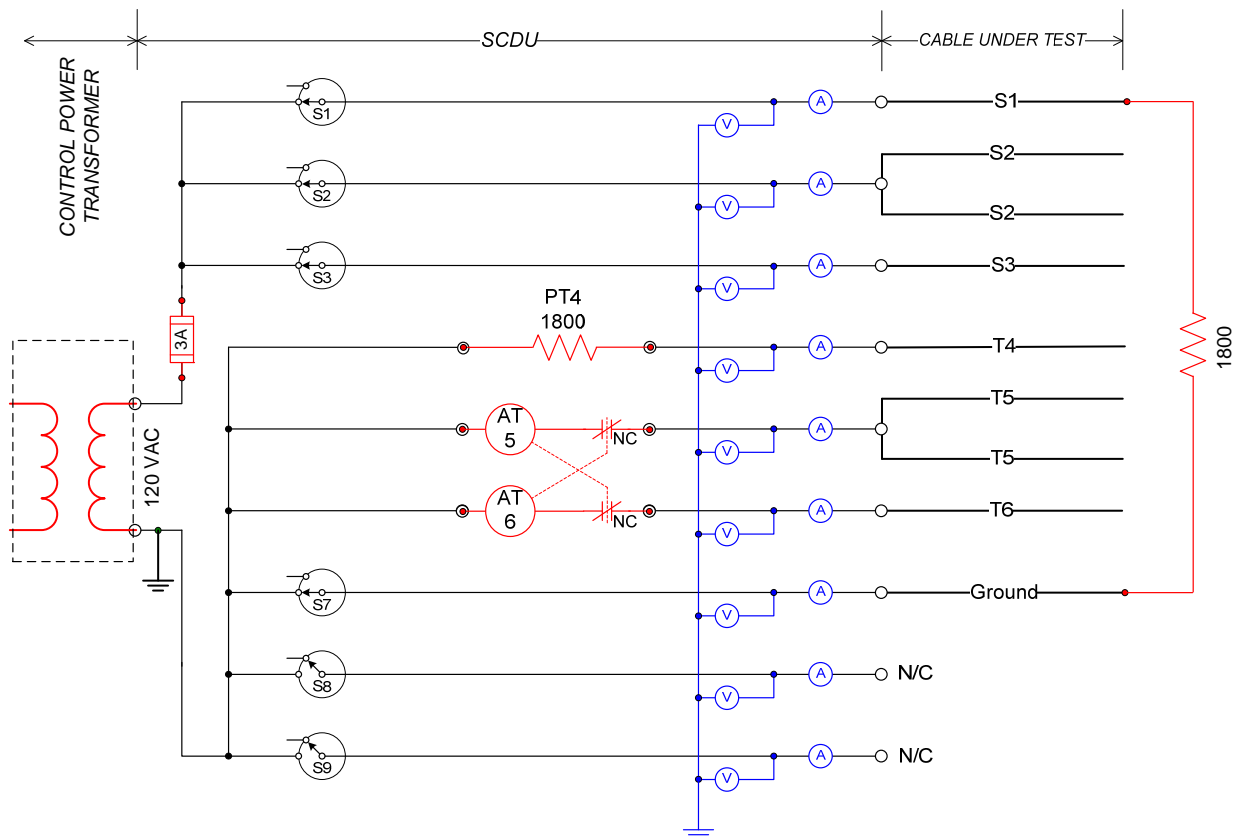 SCDU
CABLE UNDER TEST
CONTROL POWER
TRANSFORMER
S1
V
A
S1
S2
S2
V
A
S2
S3
V
A
S3
3A
PT4
1800
V
A
T4
1800
120 VAC
AT
5
NC
T5
V
A
T5
AT
6
NC
V
A
T6
S7
V
A
Ground
S8
V
A
N/C
S9
V
A
N/C